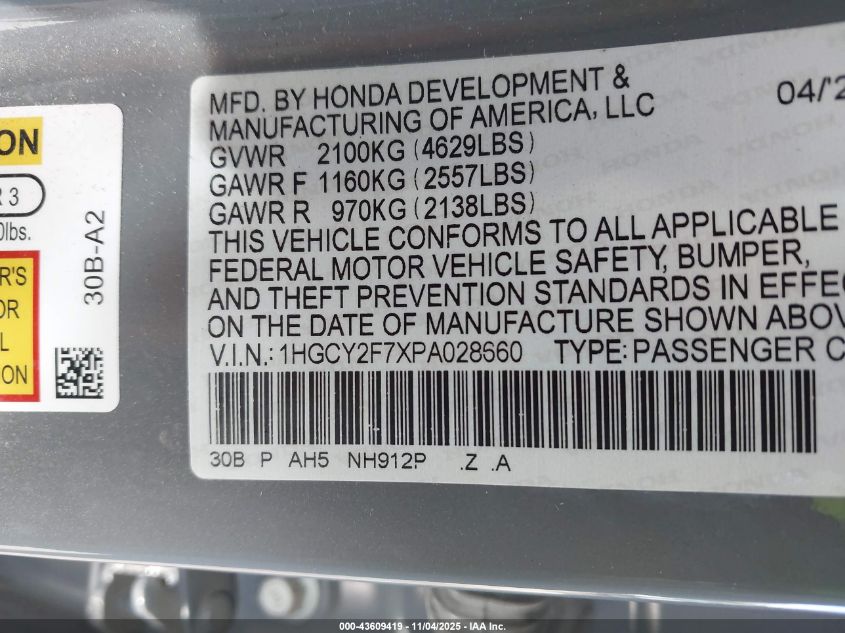 ON
R 3
0lbs.
ER'S
OR
L
ION
30B-A2
MFD. BY HONDA DEVELOPMENT &
MANUFACTURING OF AMERICA, LLC 04/2
GVWR 2100KG (4629LBS)
GAWR F 1160KG (2557LBS)
GAWR R 970KG (2138LBS)
THIS VEHICLE CONFORMS TO ALL APPLICABLE
FEDERAL MOTOR VEHICLE SAFETY, BUMPER,
AND THEFT PREVENTION STANDARDS IN EFFEC
ON THE DATE OF MANUFACTURE SHOWN ABOV
V.I.N.: 1HGCY2F7XPA028660 TYPE: PASSENGER C
30B P AH5 NH912P .Z .A
000-43609419 - 11/04/2025 - IAA Inc.